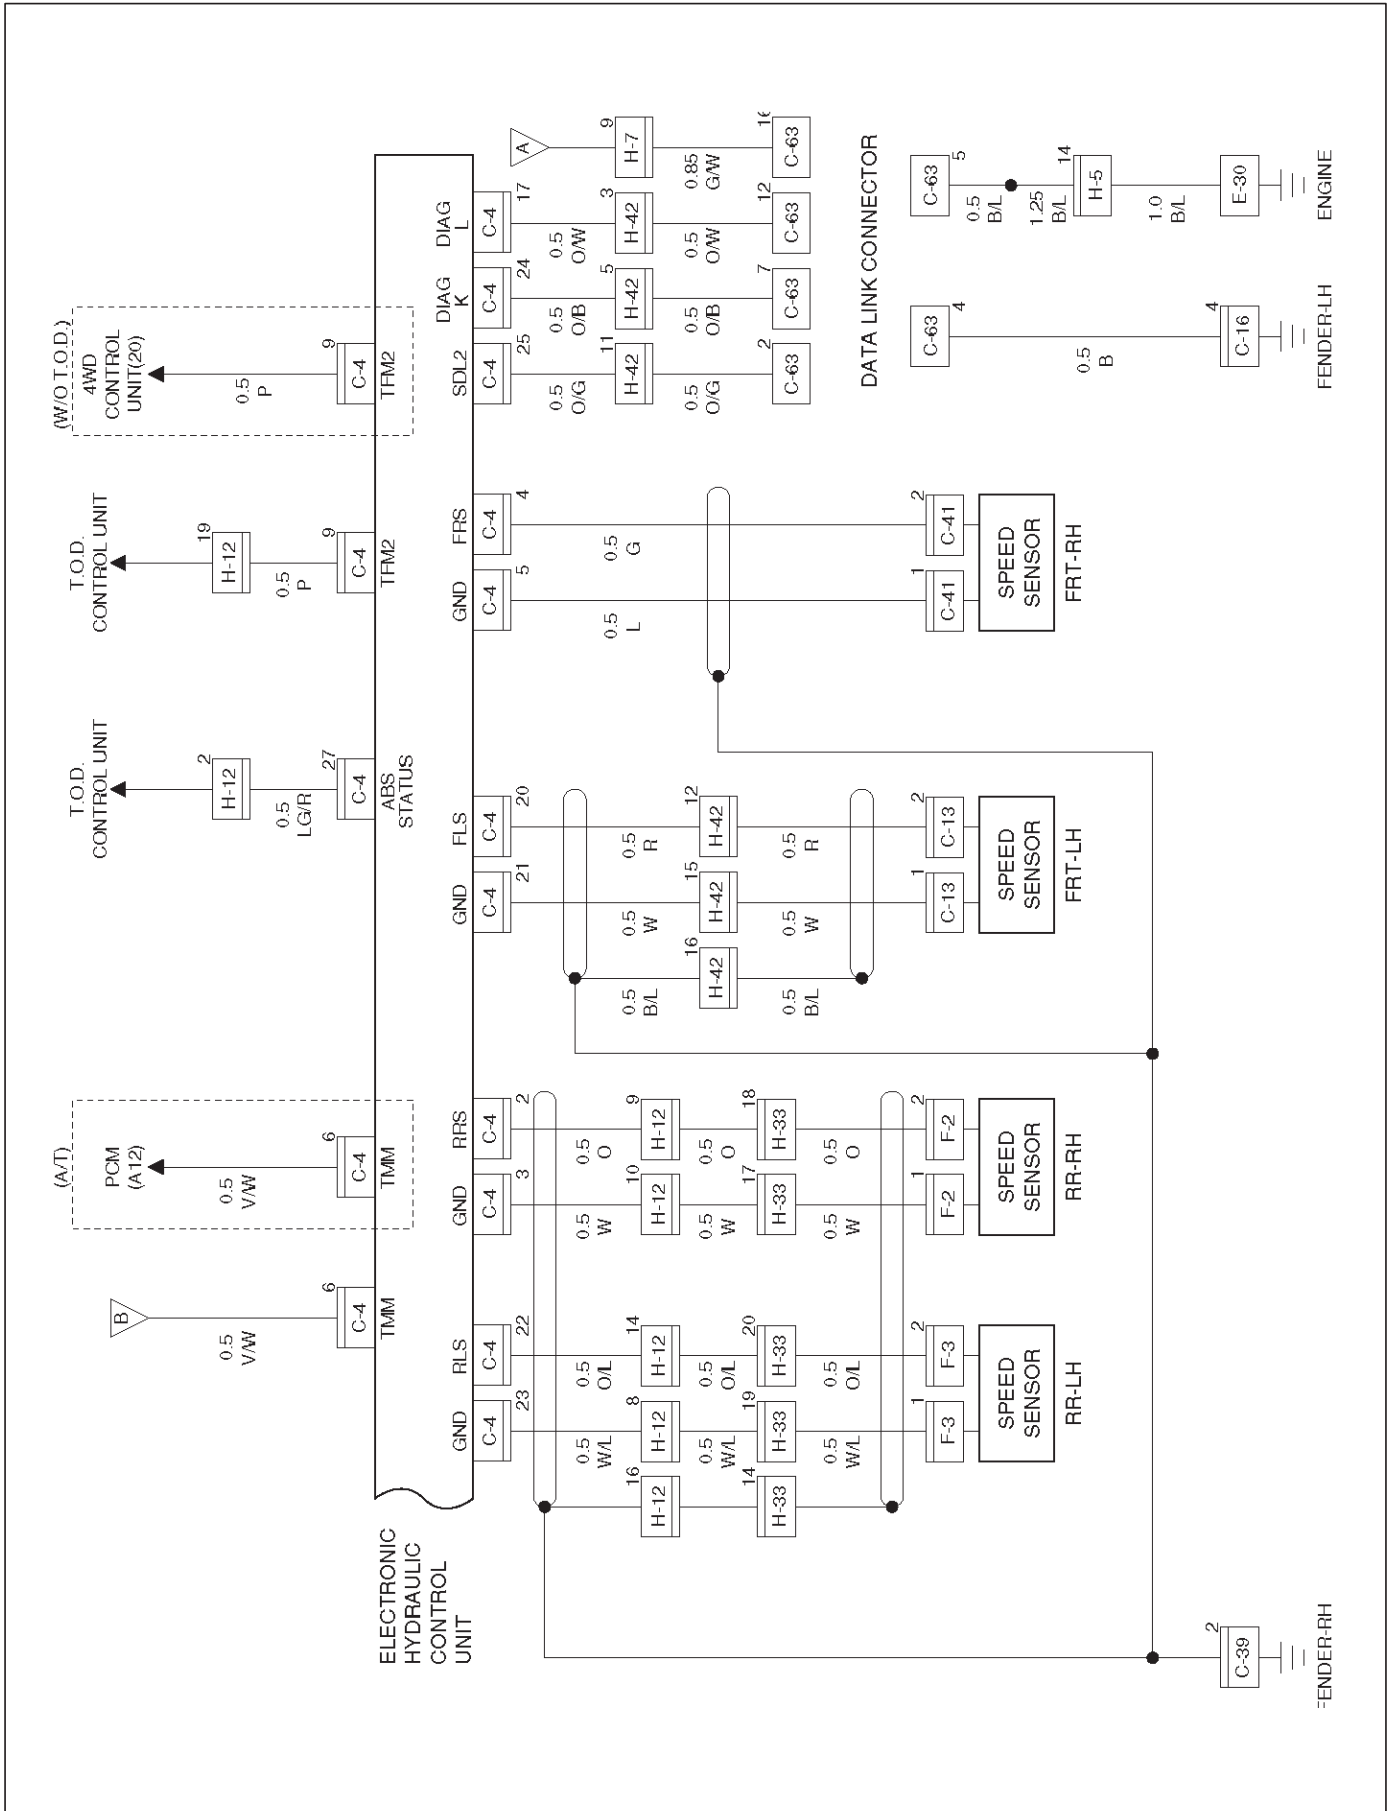 (A/T)
PCM
(A12)
T.O.D.
CONTROL UNIT
T.O.D.
CONTROL UNIT
(W/O T.O.D.)
4WD
CONTROL
UNIT(20)
B
0.5
V/W
0.5
V/W
2
H-12
0.5
LG/R
19
H-12
0.5
P
0.5
P
6
C-4
TMM
6
C-4
TMM
27
C-4
ABS
STATUS
9
C-4
TFM2
9
C-4
TFM2
ELECTRONIC
HYDRAULIC
CONTROL
UNIT
GND
C-4
23
RLS
C-4
22
GND
C-4
3
RRS
C-4
2
GND
C-4
21
FLS
C-4
20
GND
C-4
5
FRS
C-4
4
SDL2
C-4
25
DIAG
K
C-4
24
DIAG
L
C-4
17
A
0.5
W/L
0.5
O/L
0.5
W
0.5
O
0.5
B/L
0.5
W
0.5
R
0.5
L
0.5
G
0.5
O/G
0.5
O/B
0.5
O/W
16
H-12
8
H-12
14
H-12
10
H-12
9
H-12
16
H-42
15
H-42
12
H-42
11
H-42
5
H-42
3
H-42
9
H-7
0.5
W/L
0.5
O/L
0.5
W
0.5
O
0.5
O/G
0.5
O/B
0.5
O/W
0.85
G/W
14
H-33
19
H-33
20
H-33
17
H-33
18
H-33
0.5
B/L
0.5
W
0.5
R
2
C-63
7
C-63
12
C-63
16
C-63
0.5
W/L
0.5
O/L
0.5
W
0.5
O
DATA LINK CONNECTOR
1
F-3
2
F-3
1
F-2
2
F-2
1
C-13
2
C-13
1
C-41
2
C-41
C-63
4
C-63
5
SPEED
SENSOR
RR-LH
SPEED
SENSOR
RR-RH
SPEED
SENSOR
FRT-LH
SPEED
SENSOR
FRT-RH
0.5
B
0.5
B/L
1.25
B/L
14
H-5
1.0
B/L
2
C-39
4
C-16
E-30
FENDER-RH
FENDER-LH
ENGINE